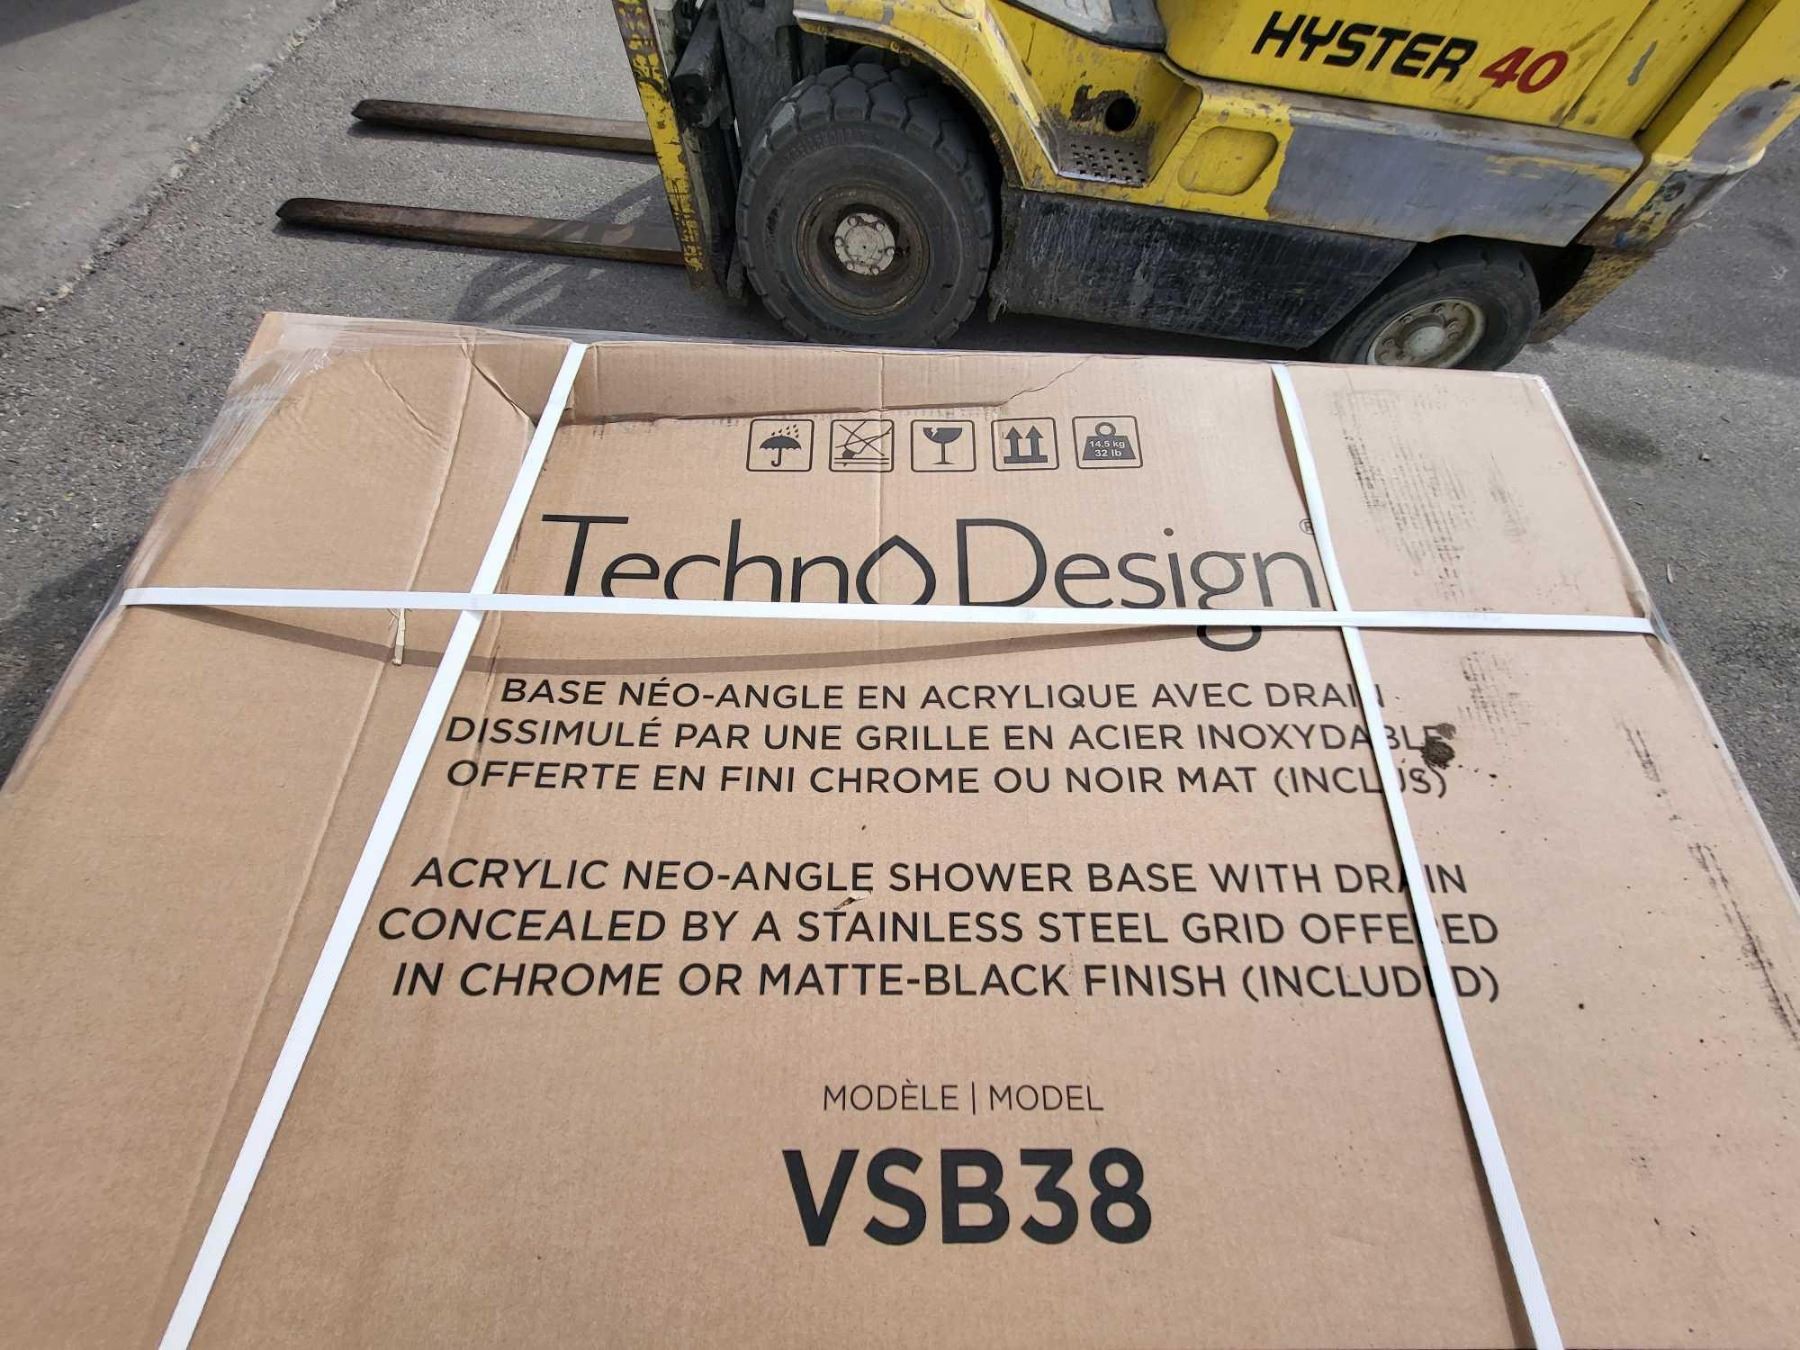 HYSTER 40
14.5 kg
32 lb
TechnoDesign®
BASE NÉO-ANGLE EN ACRYLIQUE AVEC DRAIN
DISSIMULÉ PAR UNE GRILLE EN ACIER INOXYDABLE
OFFERTE EN FINI CHROME OU NOIR MAT (INCLUS)
ACRYLIC NEO-ANGLE SHOWER BASE WITH DRAIN
CONCEALED BY A STAINLESS STEEL GRID OFFERED
IN CHROME OR MATTE-BLACK FINISH (INCLUDED)
MODÈLE | MODEL
VSB38